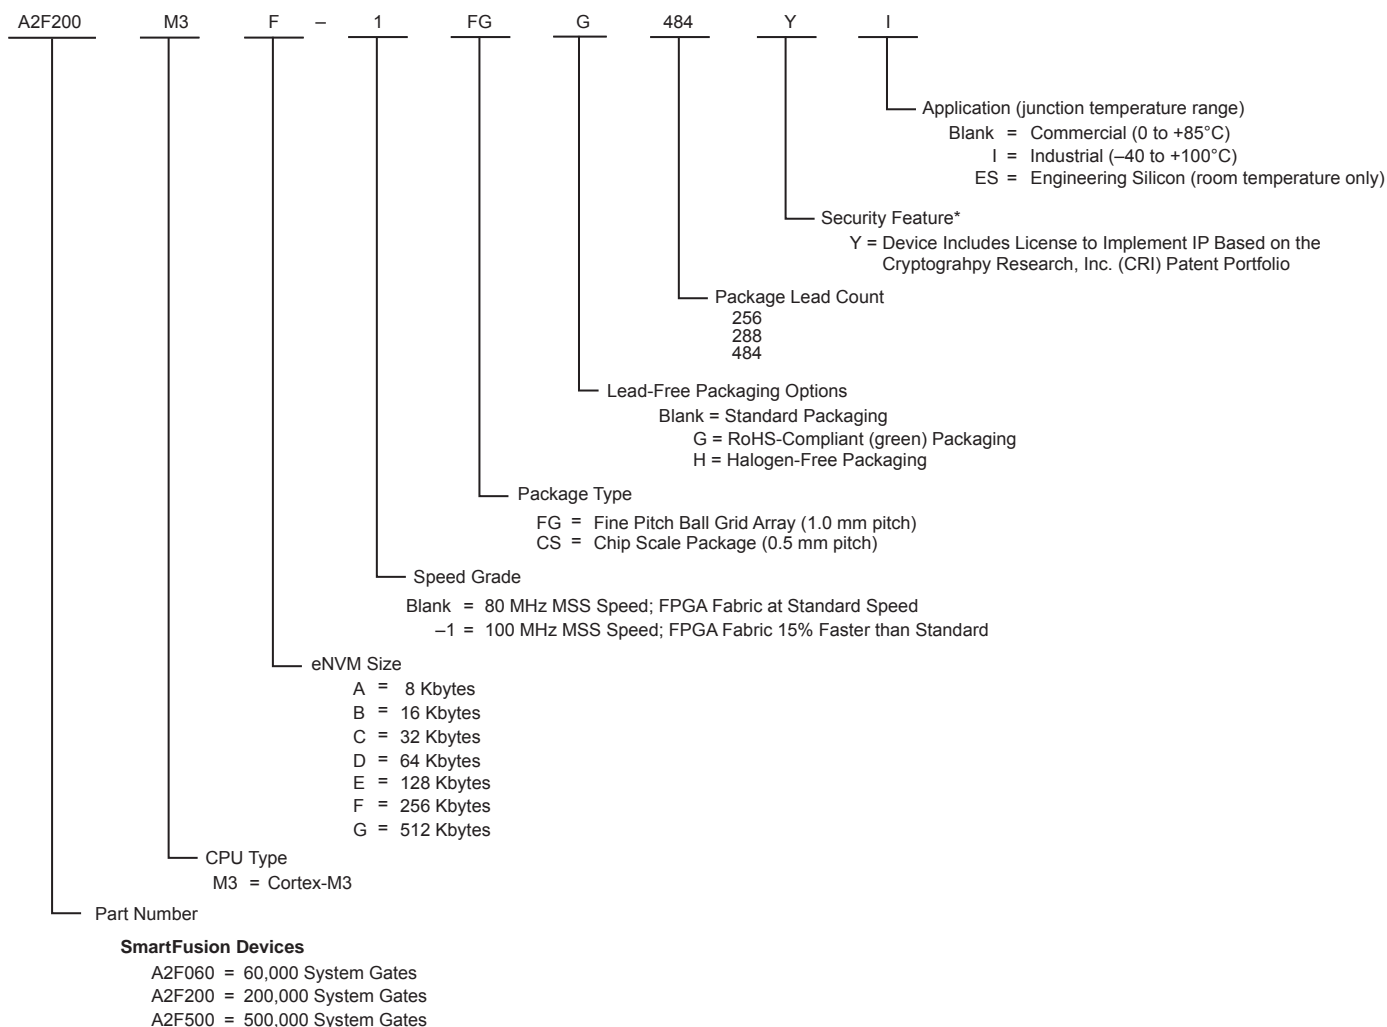 A2F200 M3 F – 1 FG G 484 Y I
Application (junction temperature range)
Blank = Commercial (0 to +85°C)
I = Industrial (–40 to +100°C)
ES = Engineering Silicon (room temperature only)
Security Feature*
Y = Device Includes License to Implement IP Based on the
Cryptograhpy Research, Inc. (CRI) Patent Portfolio
Package Lead Count
256
288
484
Lead-Free Packaging Options
Blank = Standard Packaging
G = RoHS-Compliant (green) Packaging
H = Halogen-Free Packaging
Package Type
FG = Fine Pitch Ball Grid Array (1.0 mm pitch)
CS = Chip Scale Package (0.5 mm pitch)
Speed Grade
Blank = 80 MHz MSS Speed; FPGA Fabric at Standard Speed
–1 = 100 MHz MSS Speed; FPGA Fabric 15% Faster than Standard
eNVM Size
A = 8 Kbytes
B = 16 Kbytes
C = 32 Kbytes
D = 64 Kbytes
E = 128 Kbytes
F = 256 Kbytes
G = 512 Kbytes
CPU Type
M3 = Cortex-M3
Part Number
SmartFusion Devices
A2F060 = 60,000 System Gates
A2F200 = 200,000 System Gates
A2F500 = 500,000 System Gates